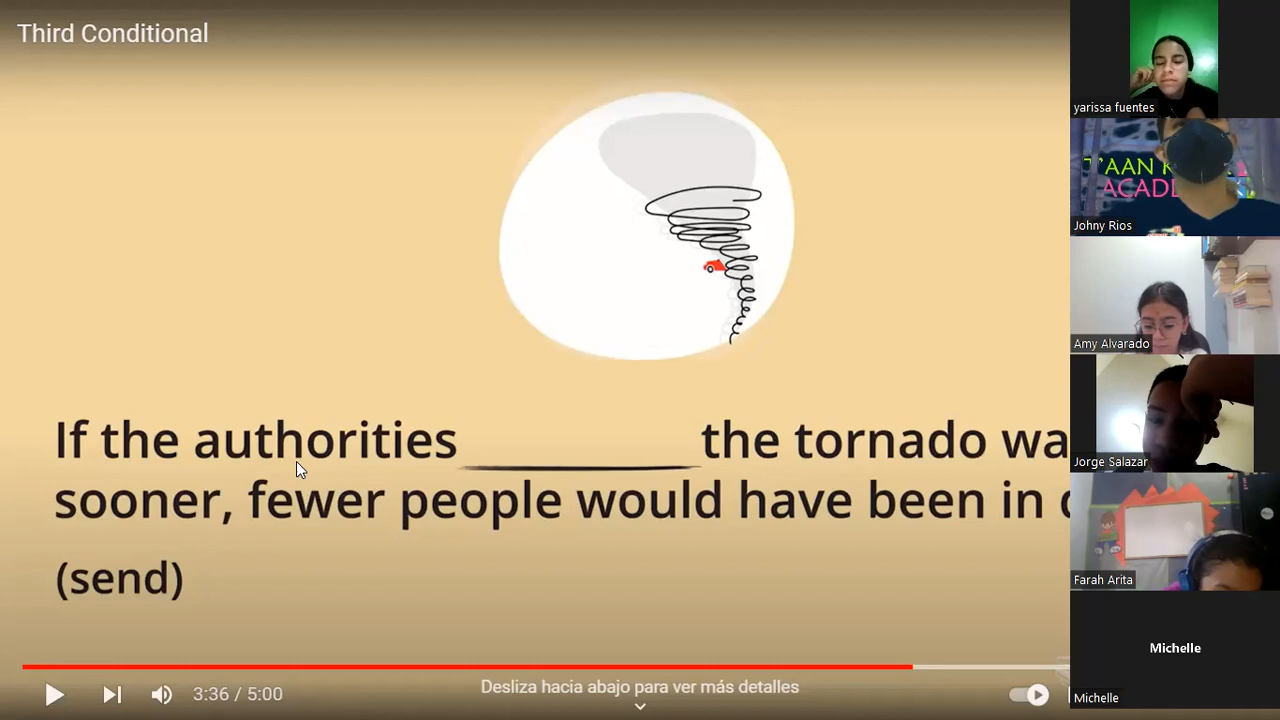 Third Conditional
If the authorities ________ the tornado
sooner, fewer people would have been in
(send)
3:36 / 5:00
Desliza hacia abajo para ver más detalles
yarissa fuentes
T'AAN
Johny Rios
Amy Alvarado
Jorge Salazar
Farah Arita
Michelle
Michelle